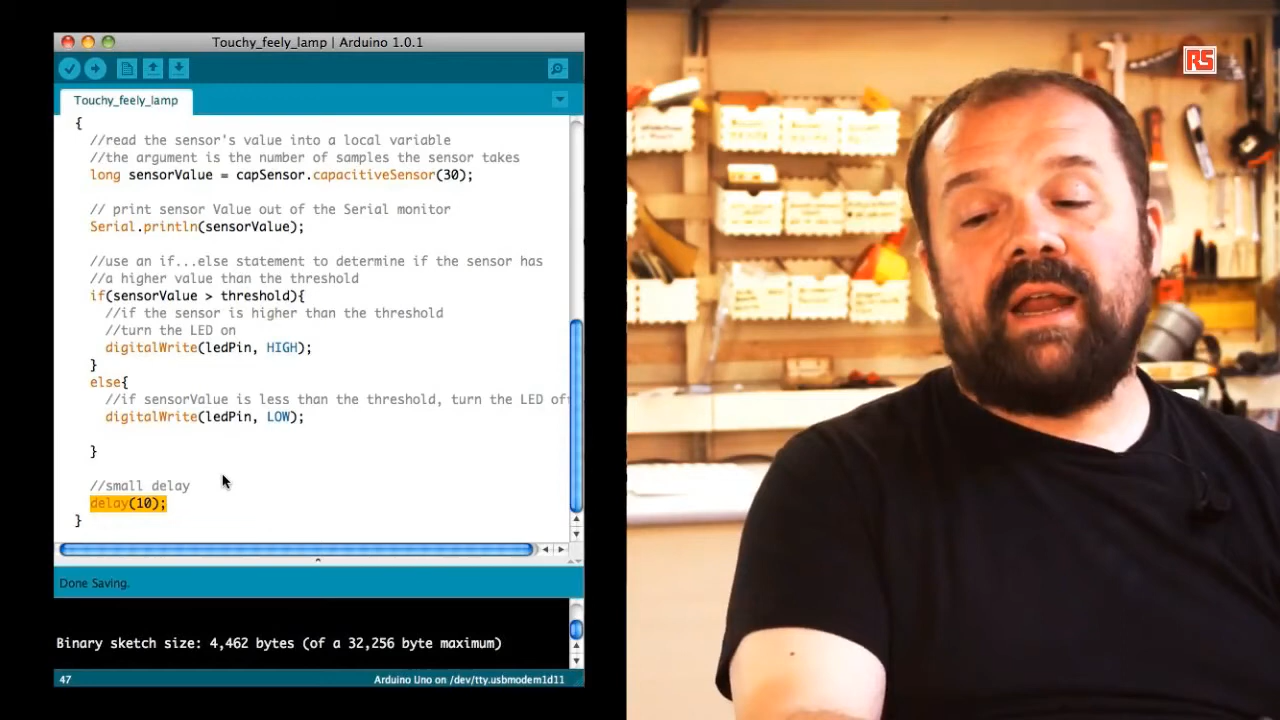 Touchy_feely_lamp | Arduino 1.0.1
Touchy_feely_lamp
{
//read the sensor's value into a local variable
//the argument is the number of samples the sensor takes
long sensorValue = capSensor.capacitiveSensor(30);
// print sensor Value out of the Serial monitor
Serial.println(sensorValue);
//use an if...else statement to determine if the sensor has
//a higher value than the threshold
if(sensorValue > threshold){
//if the sensor is higher than the threshold
//turn the LED on
digitalWrite(ledPin, HIGH);
}
else{
//if sensorValue is less than the threshold, turn the LED of
digitalWrite(ledPin, LOW);
}
//small delay
delay(10);
}
Done Saving.
Binary sketch size: 4,462 bytes (of a 32,256 byte maximum)
47
Arduino Uno on /dev/tty.usbmodem1d11
RS